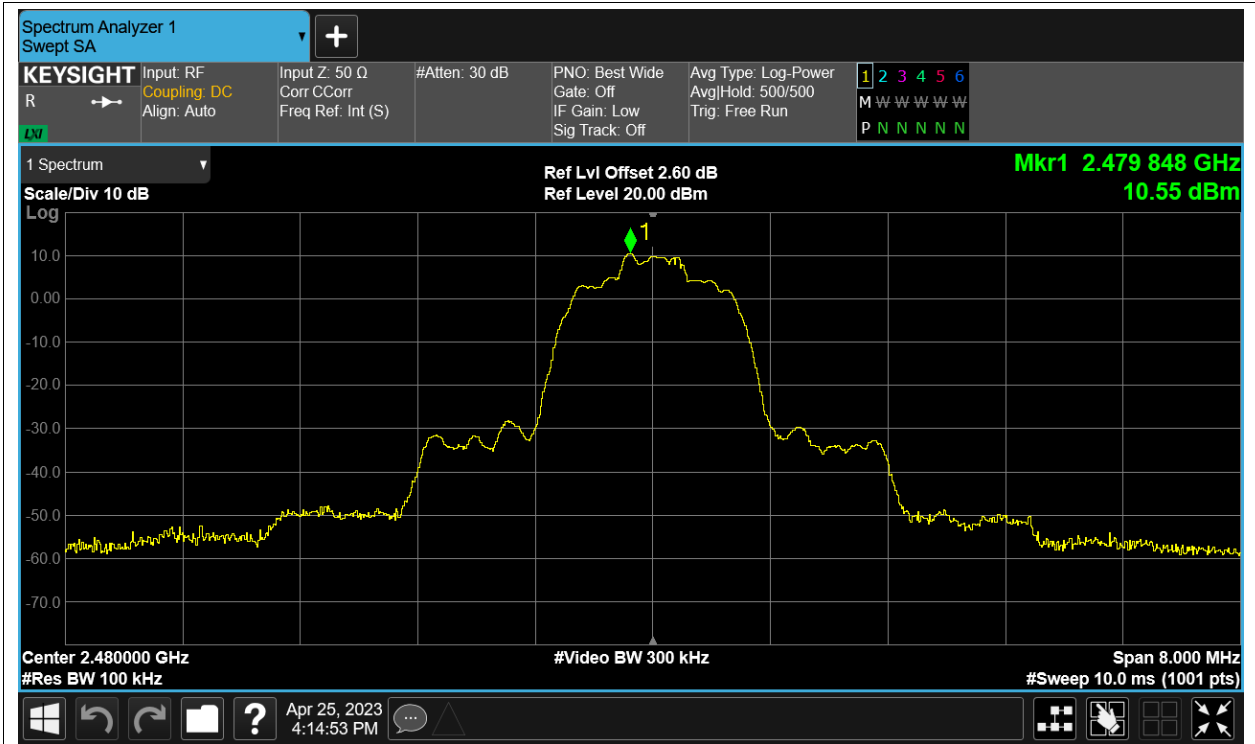 Spectrum Analyzer 1
Swept SA
KEYSIGHT
R
LXI
Input: RF
Coupling: DC
Align: Auto
Input Z: 50 Ω
Corr CCorr
Freq Ref: Int (S)
#Atten: 30 dB
PNO: Best Wide
Gate: Off
IF Gain: Low
Sig Track: Off
Avg Type: Log-Power
Avg|Hold: 500/500
Trig: Free Run
1 2 3 4 5 6
M W W W W W
P N N N N N
1 Spectrum
Scale/Div 10 dB
Log
Ref Lvl Offset 2.60 dB
Ref Level 20.00 dBm
Mkr1 2.479 848 GHz
10.55 dBm
1
10.0
0.00
-10.0
-20.0
-30.0
-40.0
-50.0
-60.0
-70.0
Center 2.480000 GHz
#Res BW 100 kHz
#Video BW 300 kHz
Span 8.000 MHz
#Sweep 10.0 ms (1001 pts)
?
Apr 25, 2023
4:14:53 PM